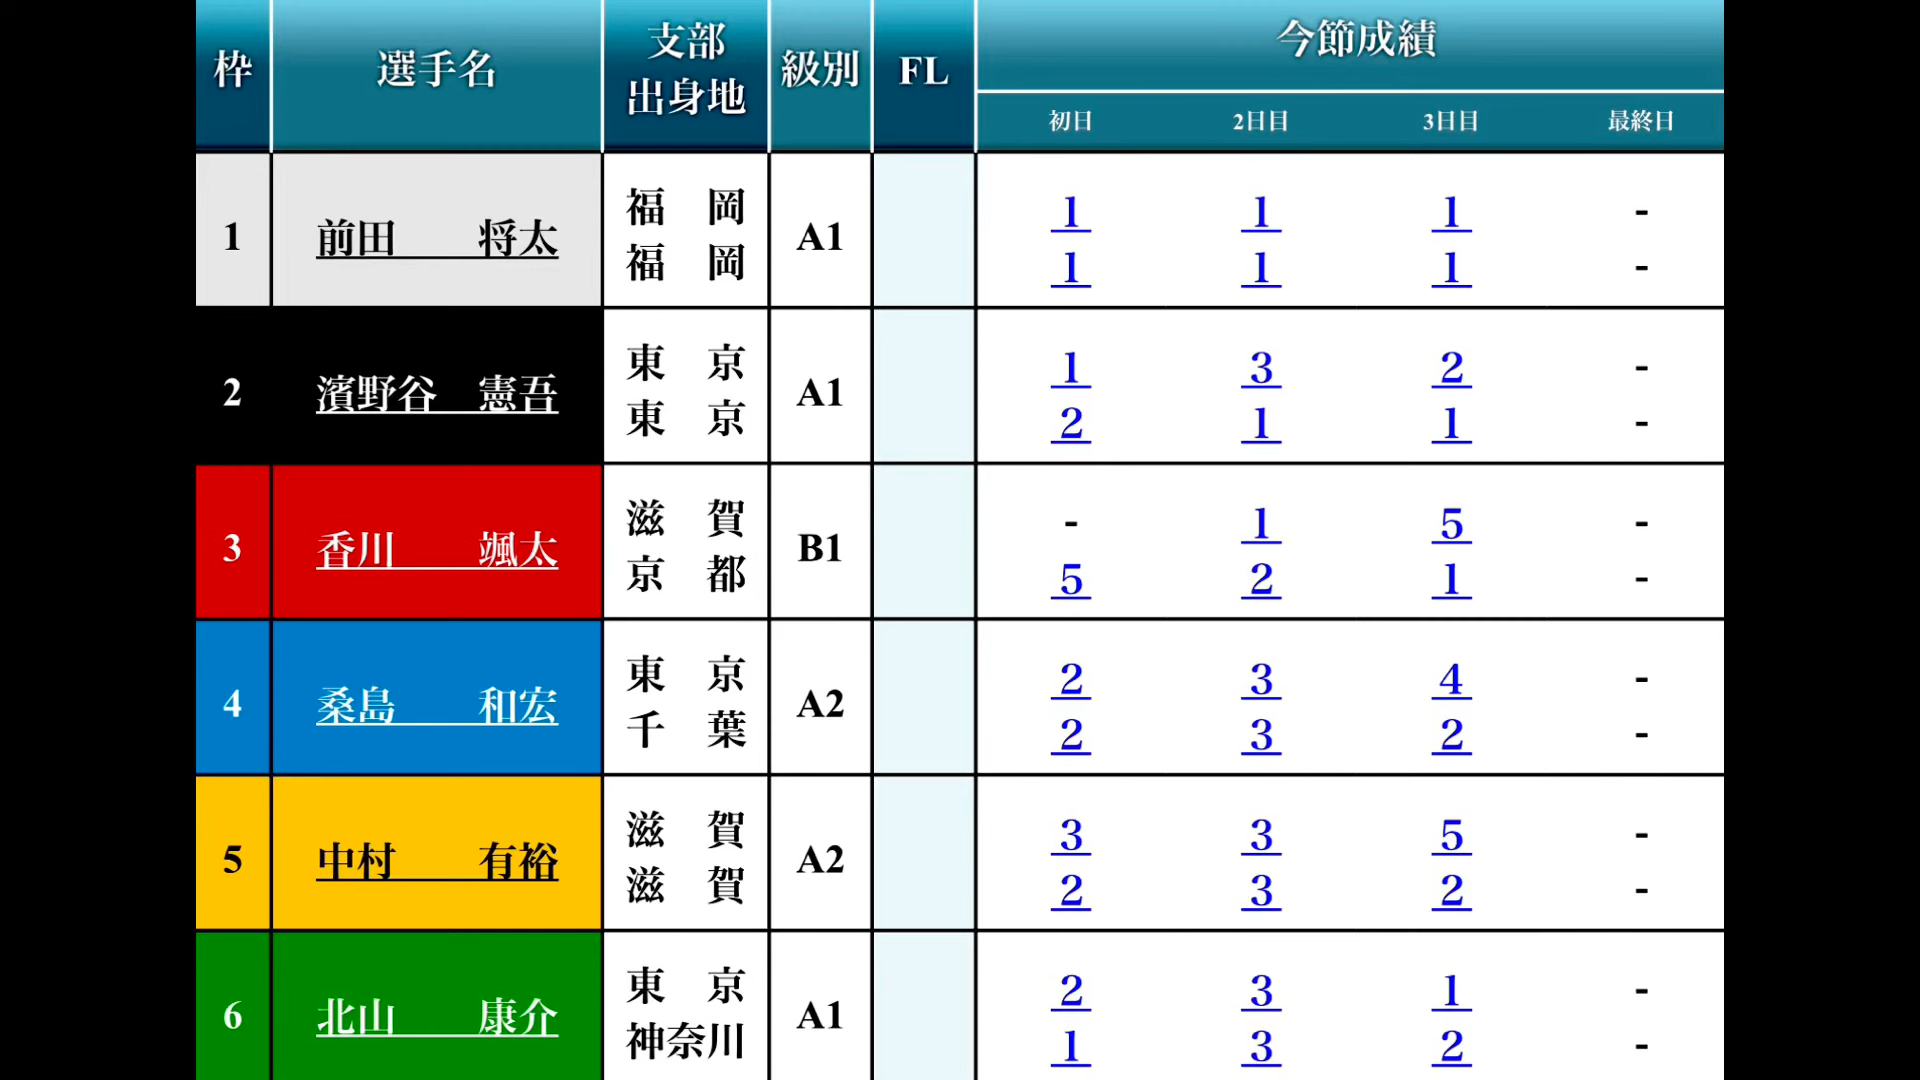 枠 選手名 支部 出身地 級別 FL 今節成績
初日 2日目 3日目 最終日
1 前田 将太 福岡 A1 1 1 1 -
福岡 1 1 1 -
2 濱野谷 憲吾 東京 A1 1 3 2 -
東京 2 1 1 -
3 香川 颯太 滋賀 B1 - 1 5 -
京都 5 2 1 -
4 桑島 和宏 東京 A2 2 3 4 -
千葉 2 3 2 -
5 中村 有裕 滋賀 A2 3 3 5 -
滋賀 2 3 2 -
6 北山 康介 東京 A1 2 3 1 -
神奈川 1 3 2 -